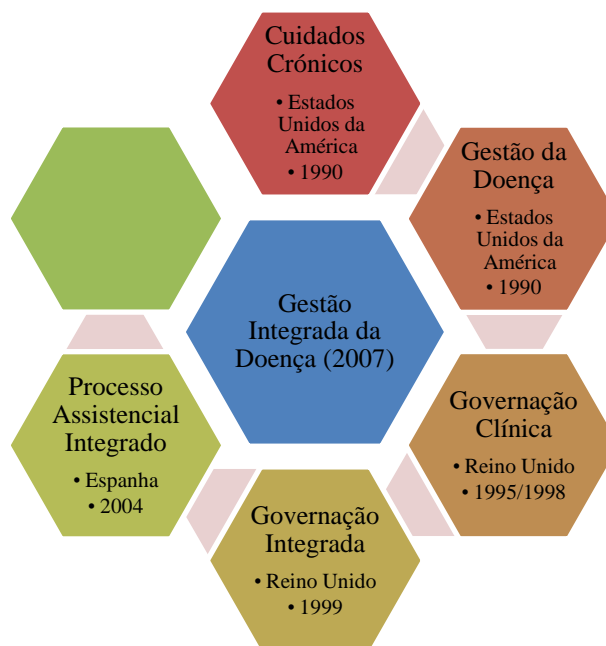 Cuidados
Crónicos
• Estados
Unidos da
América
• 1990
Gestão da
Doença
• Estados
Unidos da
América
• 1990
Governação
Clínica
• Reino Unido
• 1995/1998
Governação
Integrada
• Reino Unido
• 1999
Processo
Assistencial
Integrado
• Espanha
• 2004
Gestão
Integrada da
Doença (2007)